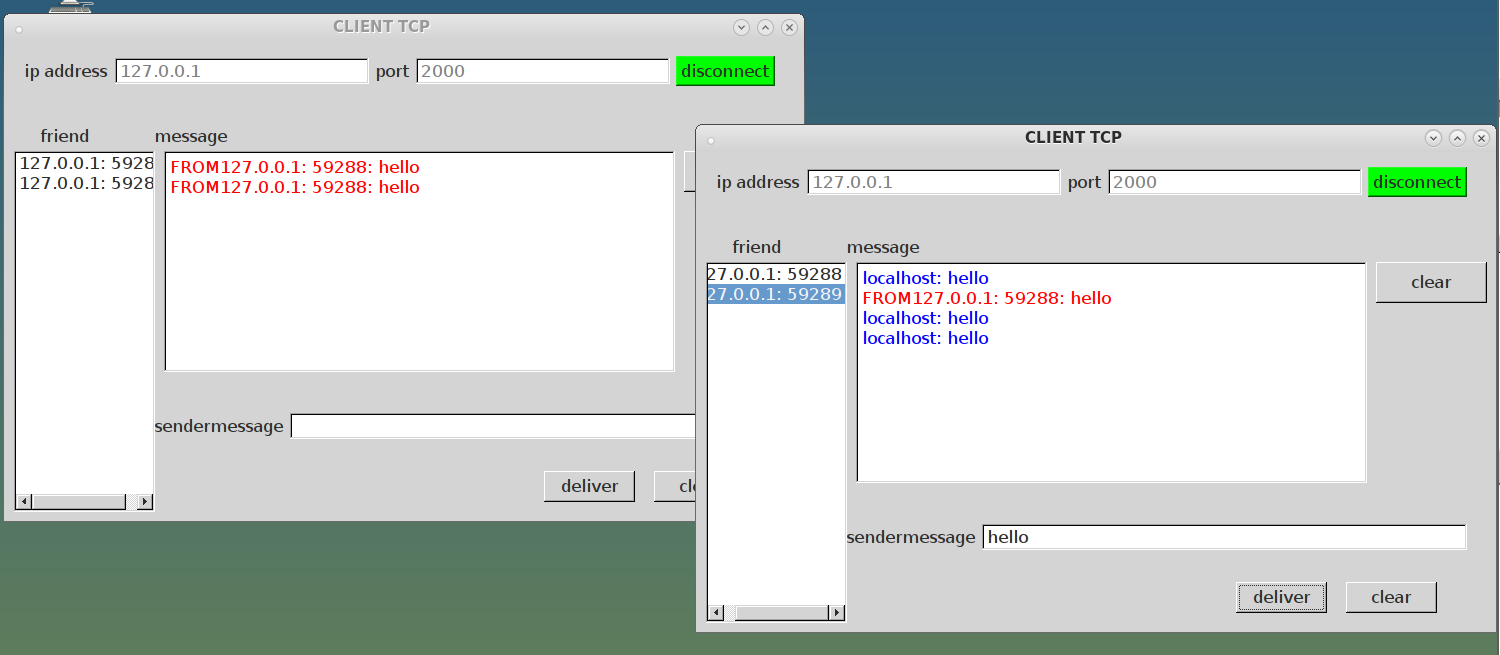 CLIENT TCP
ip address 127.0.0.1 port 2000 disconnect
friend message
127.0.0.1: 5928
127.0.0.1: 5928
FROM127.0.0.1: 59288: hello
FROM127.0.0.1: 59288: hello
sendermessage
deliver cl
CLIENT TCP
ip address 127.0.0.1 port 2000 disconnect
friend message
27.0.0.1: 59288
27.0.0.1: 59289
localhost: hello
FROM127.0.0.1: 59288: hello
localhost: hello
localhost: hello
clear
sendermessage hello
deliver clear